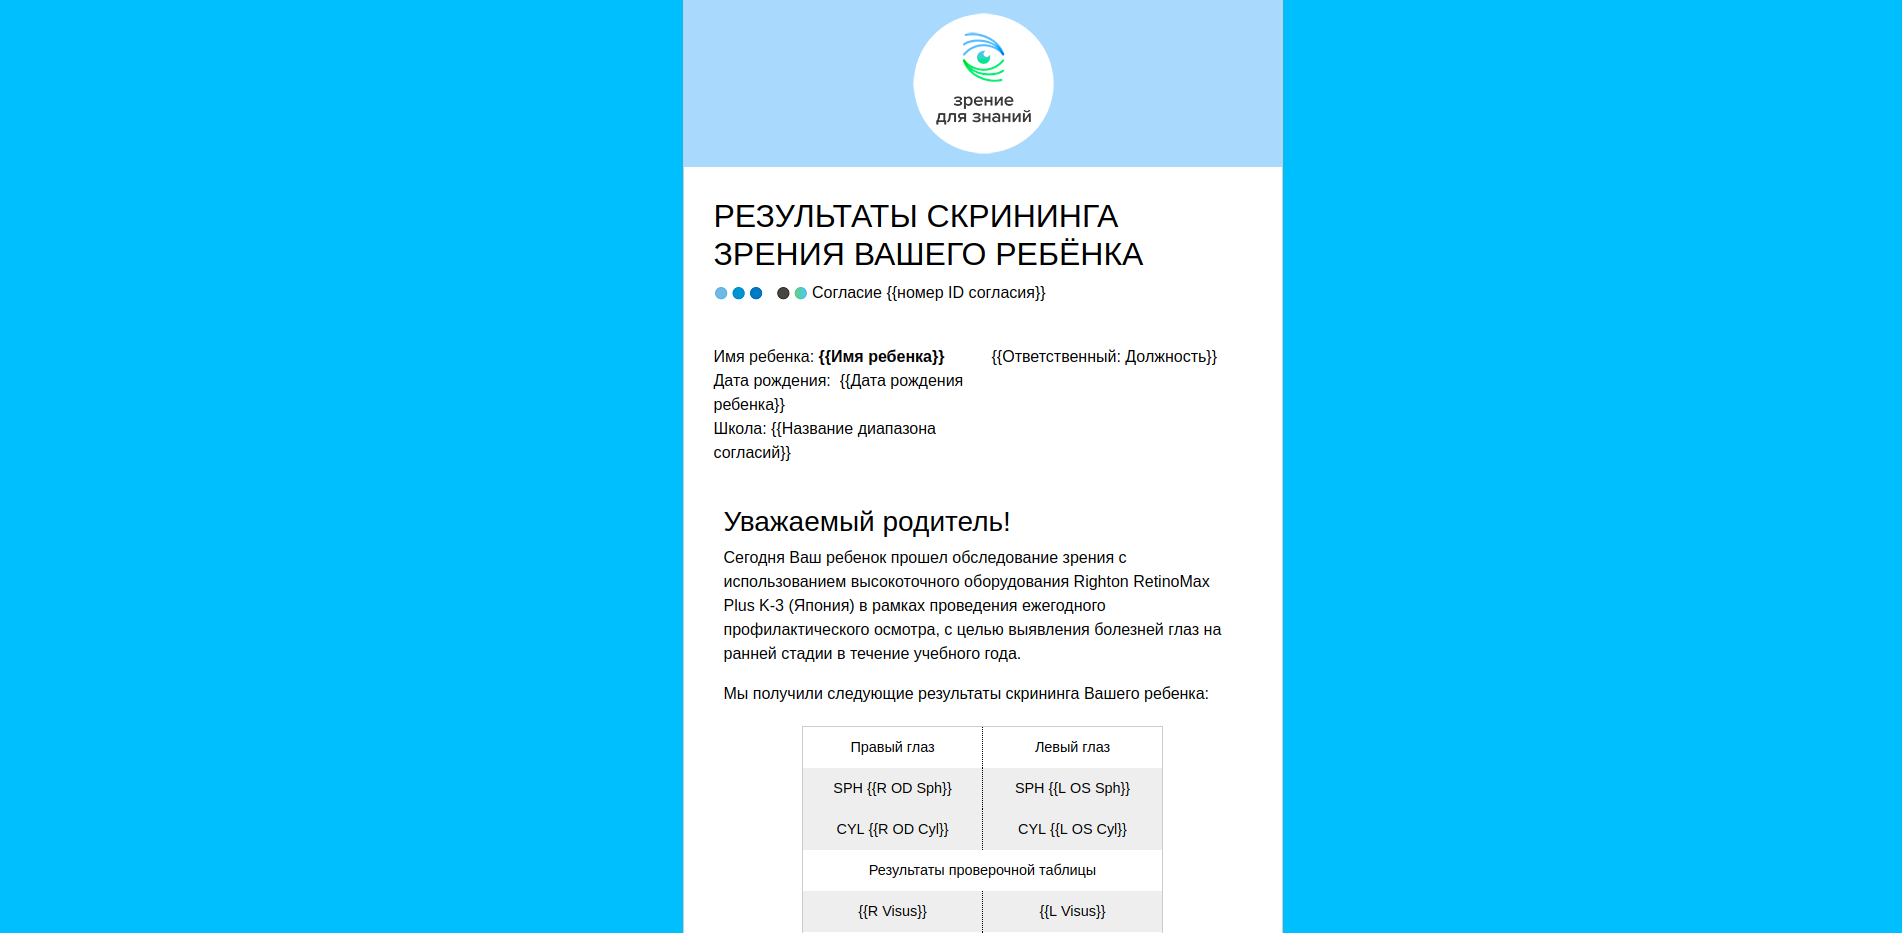 зрение
для знаний
РЕЗУЛЬТАТЫ СКРИНИНГА
ЗРЕНИЯ ВАШЕГО РЕБЁНКА
Согласие {{номер ID согласия}}
Имя ребенка: {{Имя ребенка}}
{{Ответственный: Должность}}
Дата рождения: {{Дата рождения
ребенка}}
Школа: {{Название диапазона
согласий}}
Уважаемый родитель!
Сегодня Ваш ребенок прошел обследование зрения с
использованием высокоточного оборудования Righton RetinoMax
Plus K-3 (Япония) в рамках проведения ежегодного
профилактического осмотра, с целью выявления болезней глаз на
ранней стадии в течение учебного года.
Мы получили следующие результаты скрининга Вашего ребенка:
Правый глаз
Левый глаз
SPH {{R OD Sph}}
SPH {{L OS Sph}}
CYL {{R OD Cyl}}
CYL {{L OS Cyl}}
Результаты проверочной таблицы
{{R Visus}}
{{L Visus}}